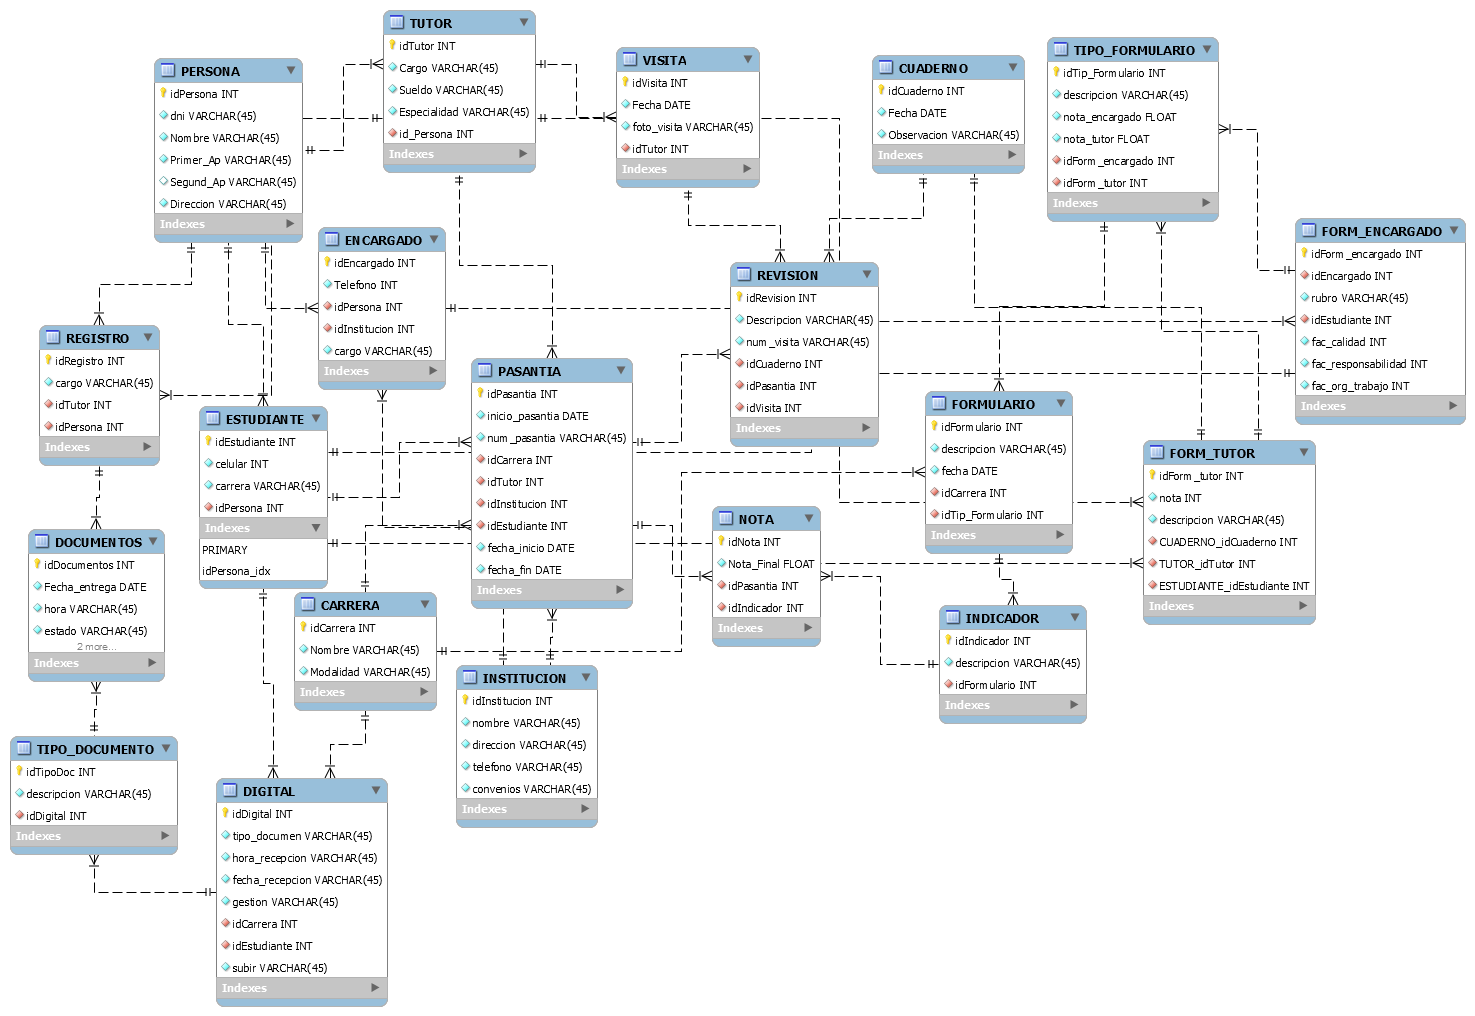 TUTOR
idTutor INT
Cargo VARCHAR(45)
Sueldo VARCHAR(45)
Especialidad VARCHAR(45)
id_Persona INT
Indexes
PERSONA
idPersona INT
dni VARCHAR(45)
Nombre VARCHAR(45)
Primer_Ap VARCHAR(45)
Segund_Ap VARCHAR(45)
Direccion VARCHAR(45)
Indexes
VISITA
idVisita INT
Fecha DATE
foto_visita VARCHAR(45)
idTutor INT
Indexes
CUADERNO
idCuaderno INT
Fecha DATE
Observacion VARCHAR(45)
Indexes
TIPO_FORMULARIO
idTip_Formulario INT
descripcion VARCHAR(45)
nota_encargado FLOAT
nota_tutor FLOAT
idForm_encargado INT
idForm_tutor INT
Indexes
FORM_ENCARGADO
idForm_encargado INT
idEncargado INT
rubro VARCHAR(45)
idEstudiante INT
fac_calidad INT
fac_responsabilidad INT
fac_org_trabajo INT
Indexes
ENCARGADO
idEncargado INT
Telefono INT
idPersona INT
idInstitucion INT
cargo VARCHAR(45)
Indexes
REVISION
idRevision INT
Descripcion VARCHAR(45)
num_visita VARCHAR(45)
idCuaderno INT
idPasantia INT
idVisita INT
Indexes
REGISTRO
idRegistro INT
cargo VARCHAR(45)
idTutor INT
idPersona INT
Indexes
PASANTIA
idPasantia INT
inicio_pasantia DATE
num_pasantia VARCHAR(45)
idCarrera INT
idTutor INT
idInstitucion INT
idEstudiante INT
fecha_inicio DATE
fecha_fin DATE
Indexes
ESTUDIANTE
idEstudiante INT
celular INT
carrera VARCHAR(45)
idPersona INT
Indexes
PRIMARY
idPersona_idx
FORMULARIO
idFormulario INT
descripcion VARCHAR(45)
fecha DATE
idCarrera INT
idTip_Formulario INT
Indexes
FORM_TUTOR
idForm_tutor INT
nota INT
descripcion VARCHAR(45)
CUADERNO_idCuaderno INT
TUTOR_idTutor INT
ESTUDIANTE_idEstudiante INT
Indexes
NOTA
idNota INT
Nota_Final FLOAT
idPasantia INT
idIndicador INT
Indexes
DOCUMENTOS
idDocumentos INT
Fecha_entrega DATE
hora VARCHAR(45)
estado VARCHAR(45)
2 more...
Indexes
CARRERA
idCarrera INT
Nombre VARCHAR(45)
Modalidad VARCHAR(45)
Indexes
INDICADOR
idIndicador INT
descripcion VARCHAR(45)
idFormulario INT
Indexes
INSTITUCION
idInstitucion INT
nombre VARCHAR(45)
direccion VARCHAR(45)
telefono VARCHAR(45)
convenios VARCHAR(45)
Indexes
TIPO_DOCUMENTO
idTipoDoc INT
descripcion VARCHAR(45)
idDigital INT
Indexes
DIGITAL
idDigital INT
tipo_documen VARCHAR(45)
hora_recepcion VARCHAR(45)
fecha_recepcion VARCHAR(45)
gestion VARCHAR(45)
idCarrera INT
idEstudiante INT
subir VARCHAR(45)
Indexes